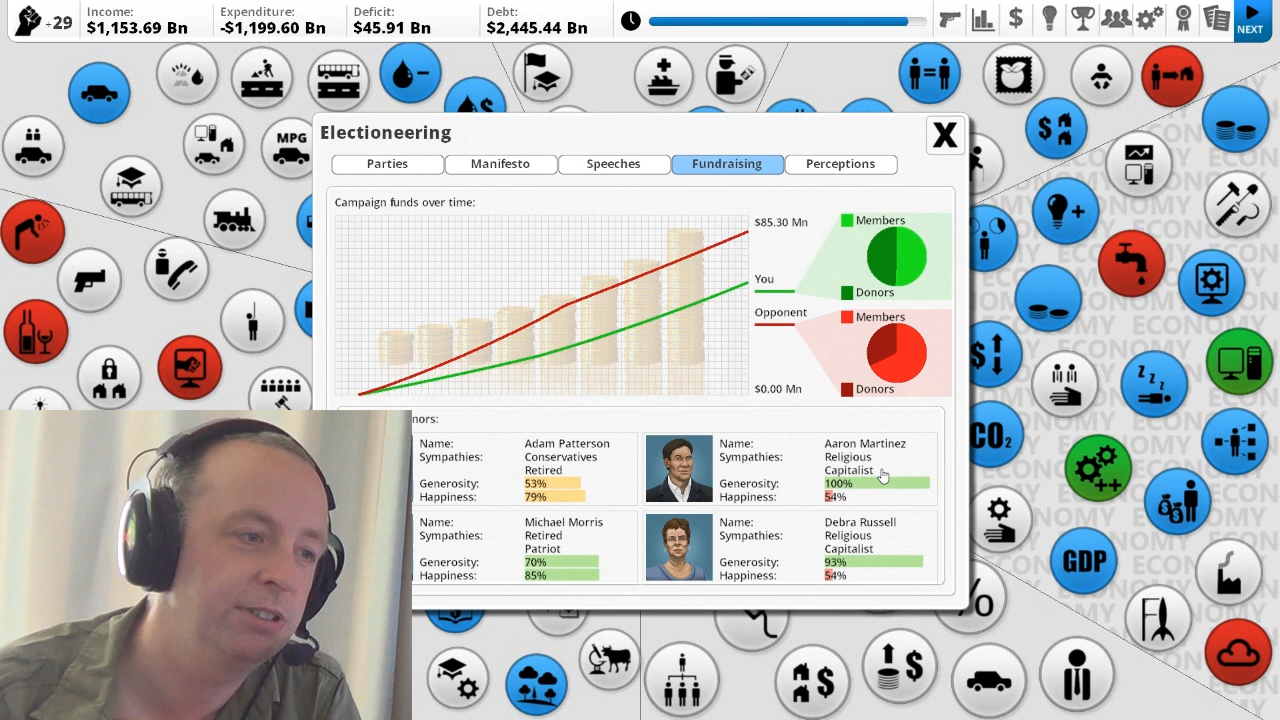 +29
Income: Expenditure: Deficit: Debt:
$1,153.69 Bn -$1,199.60 Bn $45.91 Bn $2,445.44 Bn
NEXT
Electioneering
X
Parties Manifesto Speeches Fundraising Perceptions
Campaign funds over time:
$85.30 Mn
Members
You
Donors
Opponent
Members
$0.00 Mn
Donors
Name: Adam Patterson
Sympathies: Conservatives
Retired
Generosity: 53%
Happiness: 79%
Name: Aaron Martinez
Sympathies: Religious
Capitalist
Generosity: 100%
Happiness: 54%
Name: Michael Morris
Sympathies: Retired
Patriot
Generosity: 70%
Happiness: 85%
Name: Debra Russell
Sympathies: Religious
Capitalist
Generosity: 93%
Happiness: 54%
MPG
CO2
GDP
ECONOMY